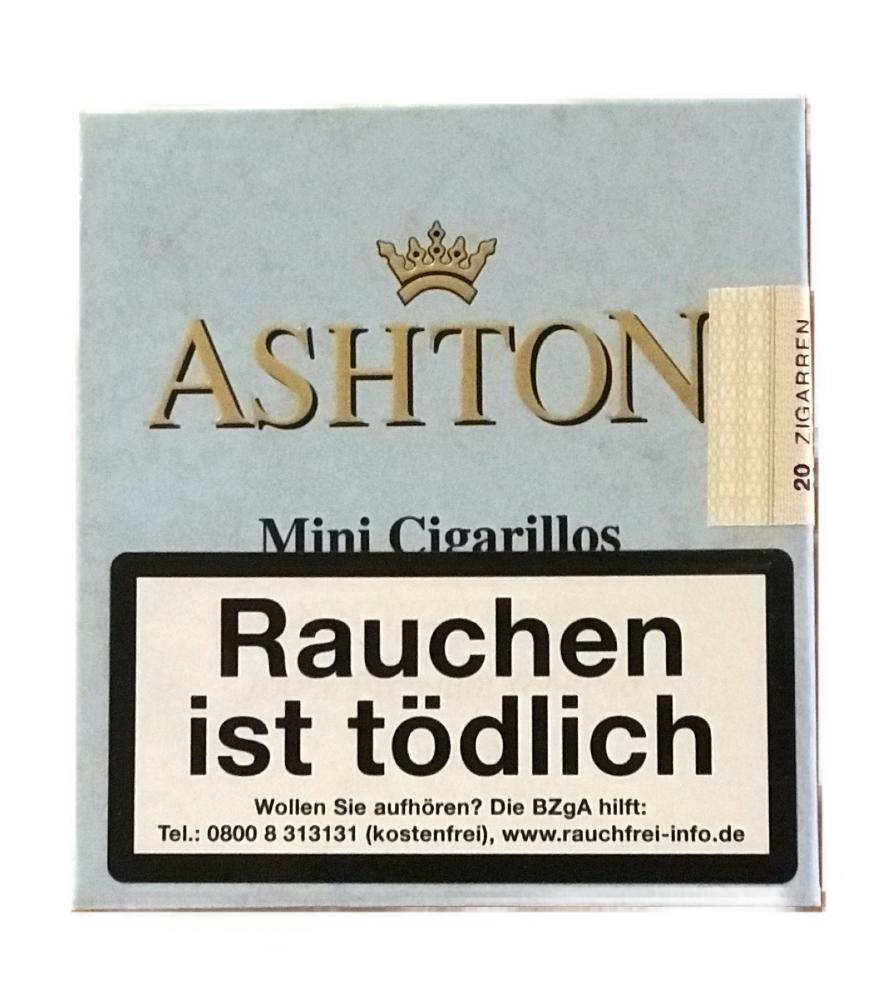 ASHTON
20 ZIGARREN
Mini Cigarillos
Rauchen
ist tödlich
Wollen Sie aufhören? Die BZgA hilft:
Tel.: 0800 8 313131 (kostenfrei), www.rauchfrei-info.de